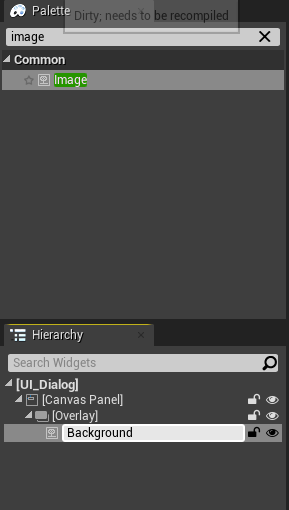 Palette
Dirty; needs to be recompiled
image
Common
Image
Hierarchy
Search Widgets
[UI_Dialog]
[Canvas Panel]
[Overlay]
Background